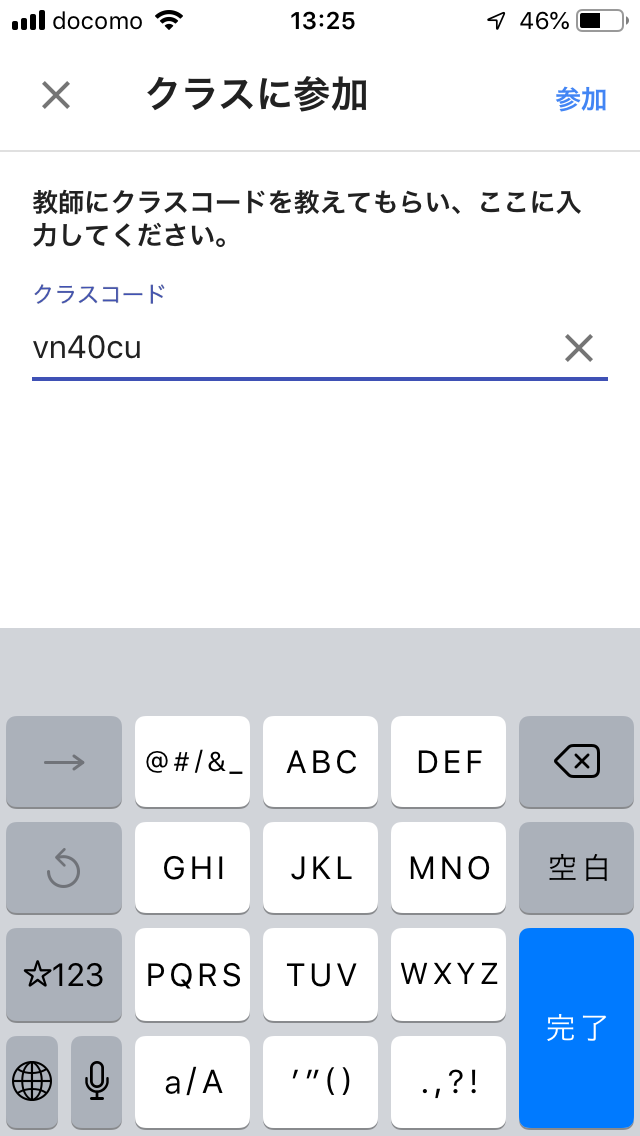 docomo 13:25 46%
クラスに参加 参加
教師にクラスコードを教えてもらい、ここに入
力してください。
クラスコード
vn40cu
→ @#/&_ ABC DEF
GHI JKL MNO 空白
☆123 PQRS TUV WXYZ
完了
a/A ’”() .,?!